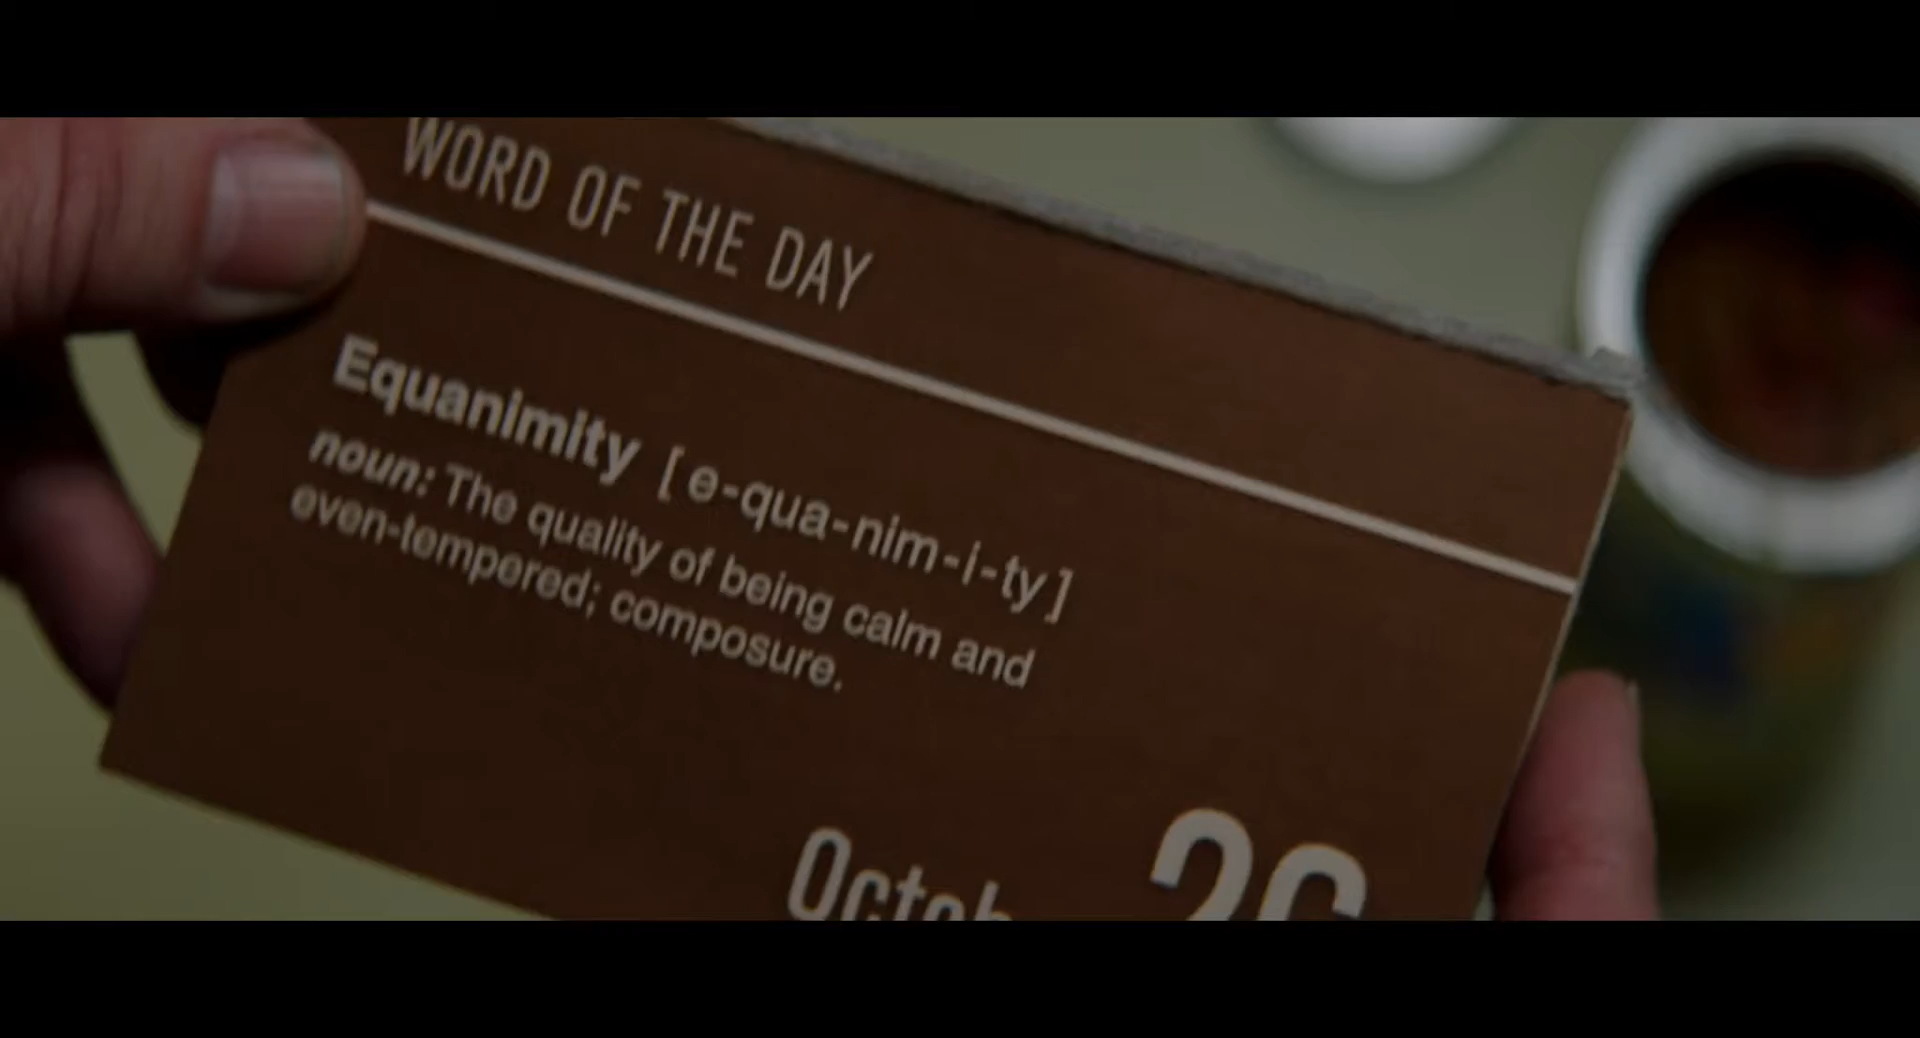 WORD OF THE DAY
Equanimity [e-qua-nim-i-ty]
noun: The quality of being calm and
even-tempered; composure.